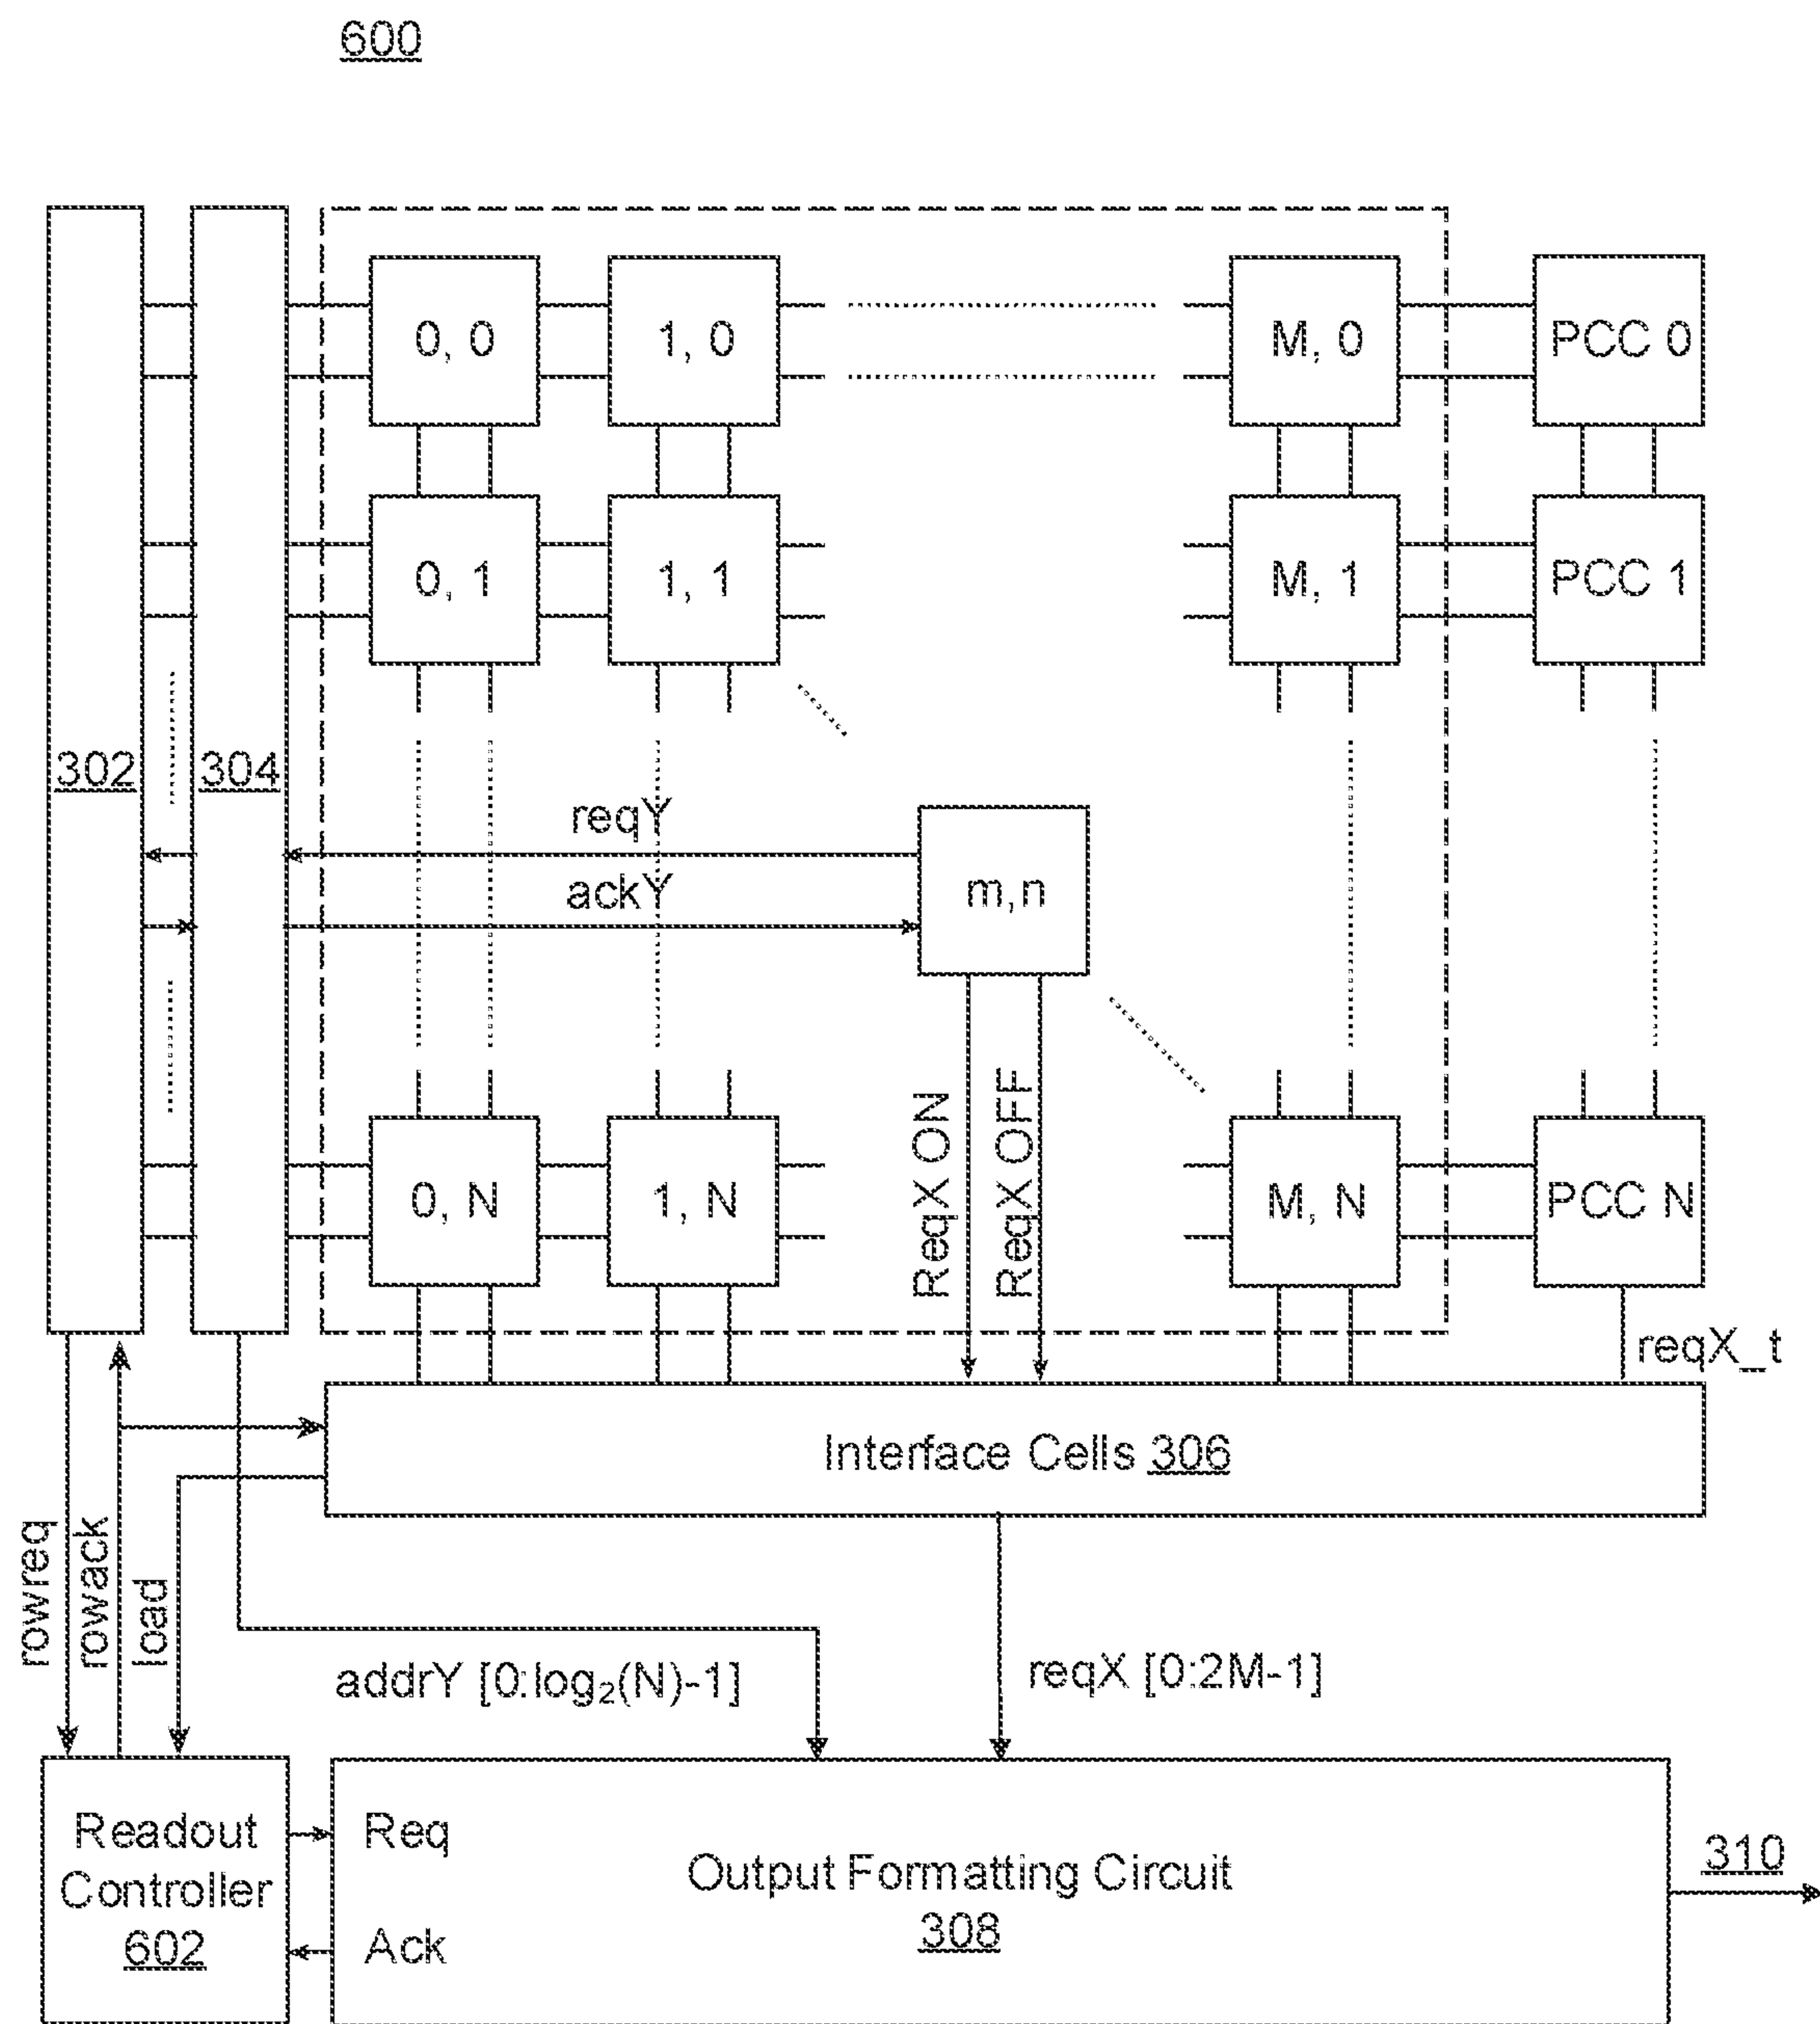 600
0, 0
1, 0
M, 0
PCC 0
0, 1
1, 1
M, 1
PCC 1
302
304
reqY
ackY
m,n
ReqX ON
ReqX OFF
0, N
1, N
M, N
PCC N
reqX_t
Interface Cells 306
rowreq
rowack
load
addrY [0:log₂(N)-1]
reqX [0:2M-1]
Readout
Controller
602
Req
Ack
Output Formatting Circuit
308
310